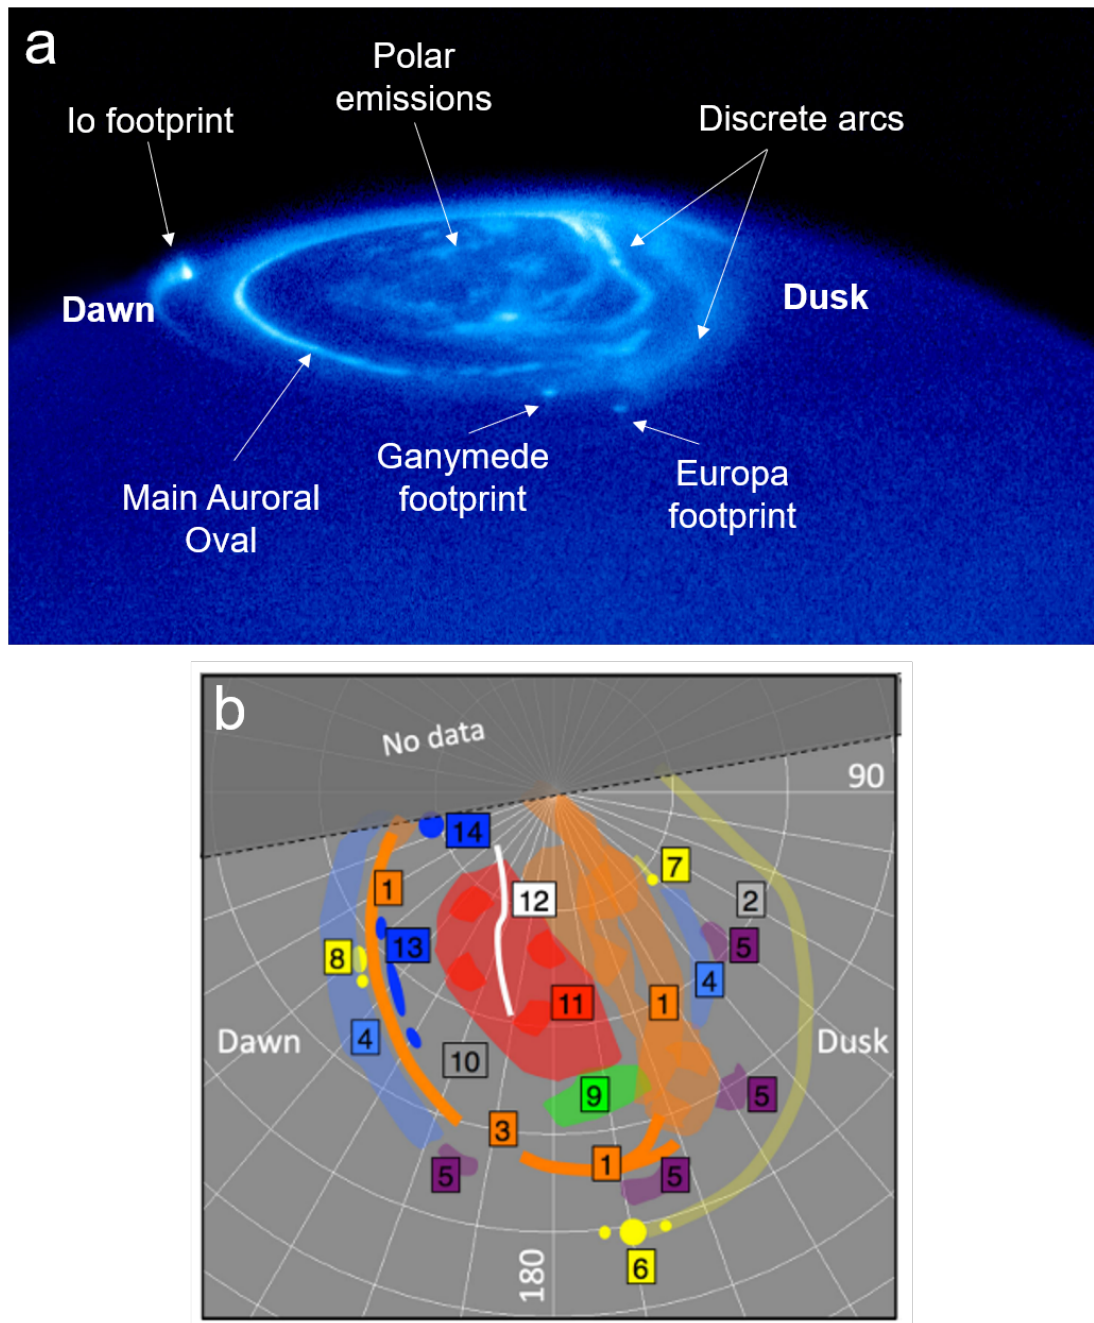 a
Polar
emissions
Io footprint
Discrete arcs
Dawn
Dusk
Ganymede
footprint
Europa
footprint
Main Auroral
Oval
b
No data
90
14
1
12
7
2
8
13
5
4
11
1
4
Dawn
10
Dusk
9
5
3
1
5
5
180
6